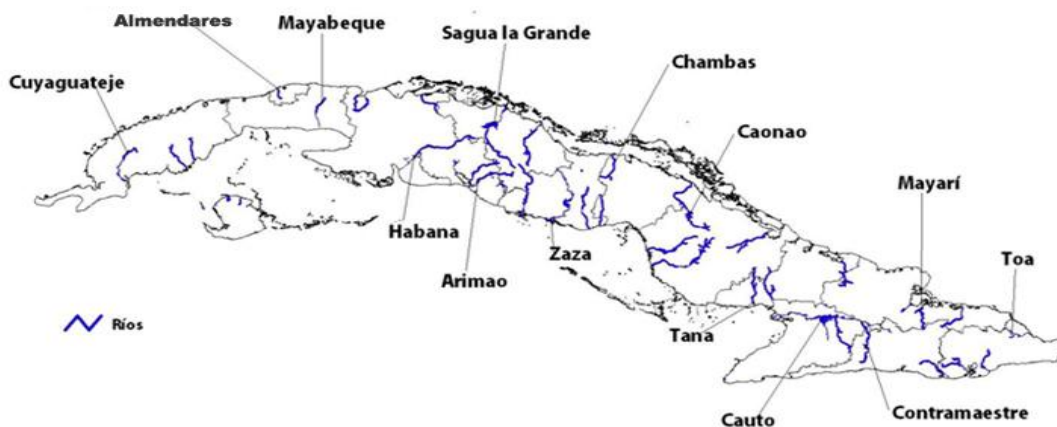 Almendares
Mayabeque
Sagua la Grande
Chambas
Cuyaguateje
Caonao
Mayarí
Habana
Zaza
Toa
Arimao
Ríos
Tana
Cauto
Contramaestre